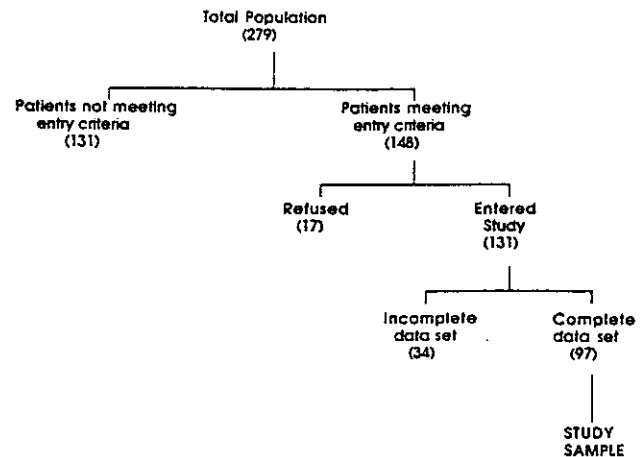 Total Population
(279)
Patients not meeting
entry criteria
(131)
Patients meeting
entry criteria
(148)
Refused
(17)
Entered
Study
(131)
Incomplete
data set
(34)
Complete
data set
(97)
STUDY
SAMPLE